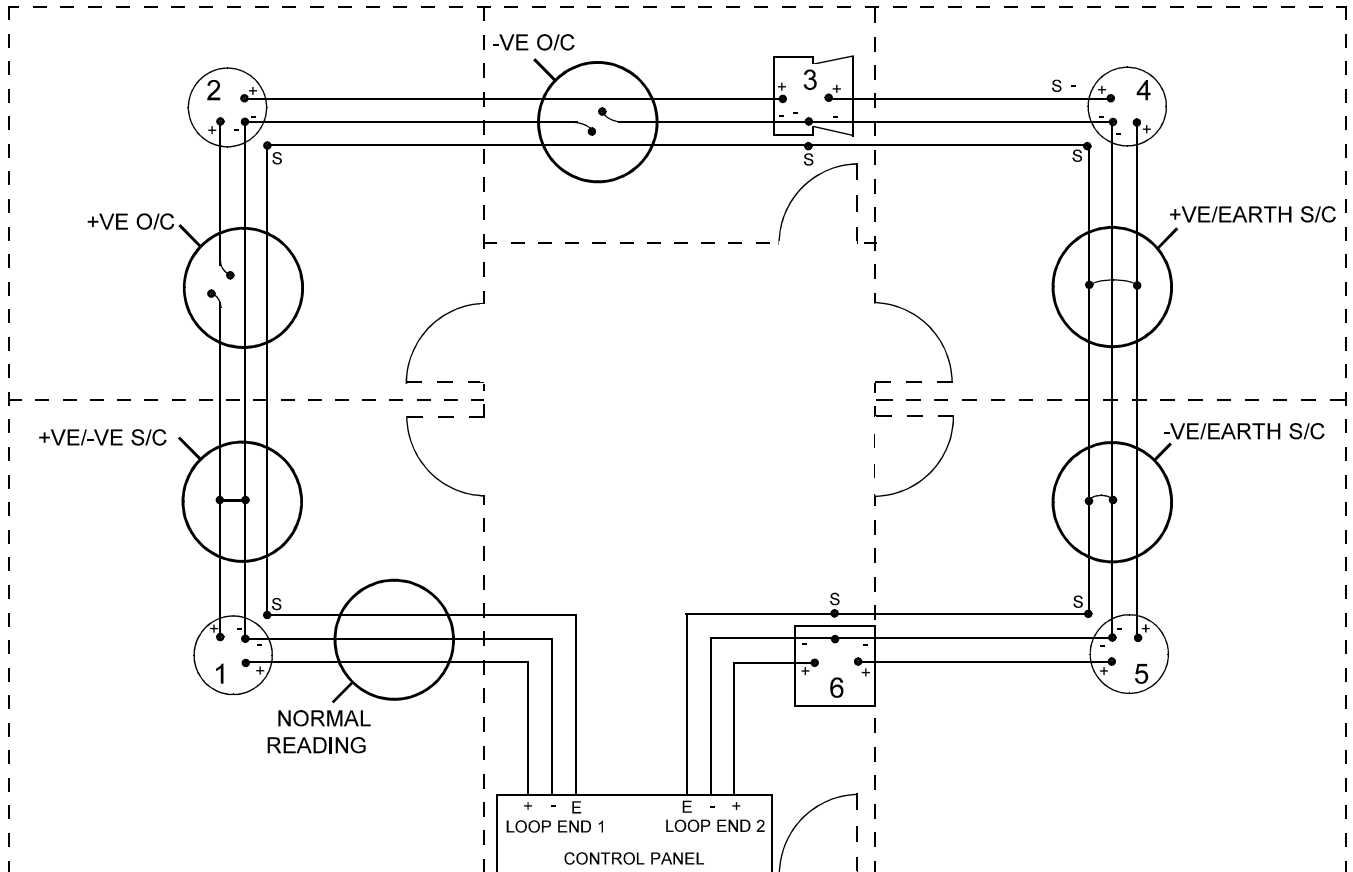 -VE O/C
2
+
-
+
-
3
+
+
-
-
S -
4
+
-
-
+
S
S
S
+VE O/C
+VE/EARTH S/C
+VE/-VE S/C
-VE/EARTH S/C
S
S
S
+
-
-
+
1
-
-
+
+
6
-
-
+
+
5
NORMAL
READING
+ - E
LOOP END 1
E - +
LOOP END 2
CONTROL PANEL